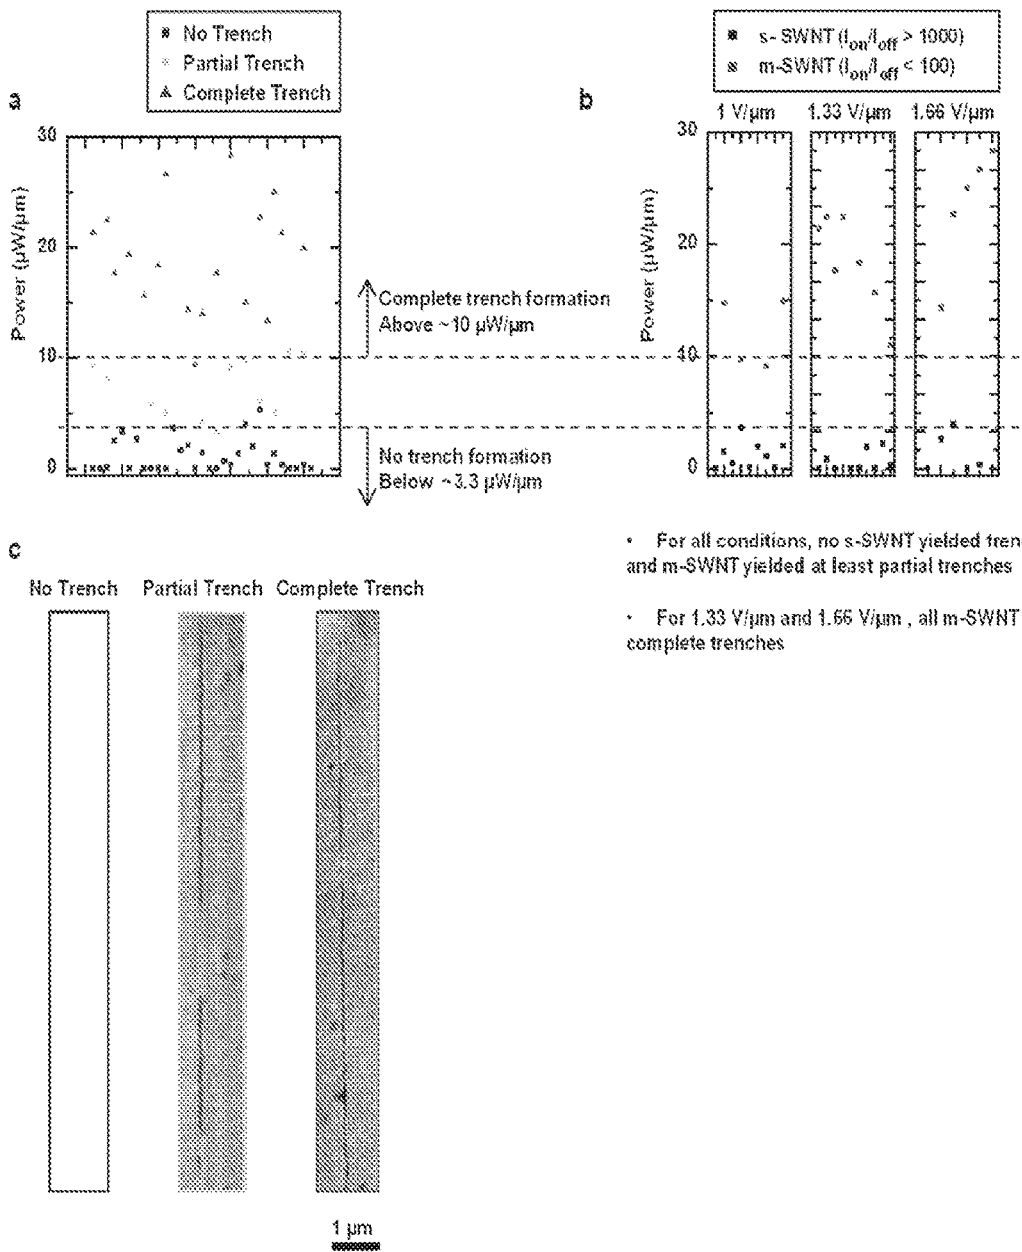 No Trench
Partial Trench
Complete Trench
s-SWNT (Ion/Ioff > 1000)
m-SWNT (Ion/Ioff < 100)
a
b
1 V/μm
1.33 V/μm
1.66 V/μm
30
20
10
0
Power (μW/μm)
Complete trench formation
Above ~10 μW/μm
No trench formation
Below ~3.3 μW/μm
30
20
10
0
Power (μW/μm)
c
No Trench
Partial Trench
Complete Trench
1 μm
• For all conditions, no s-SWNT yielded tren
and m-SWNT yielded at least partial trenches
• For 1.33 V/μm and 1.66 V/μm , all m-SWNT
complete trenches